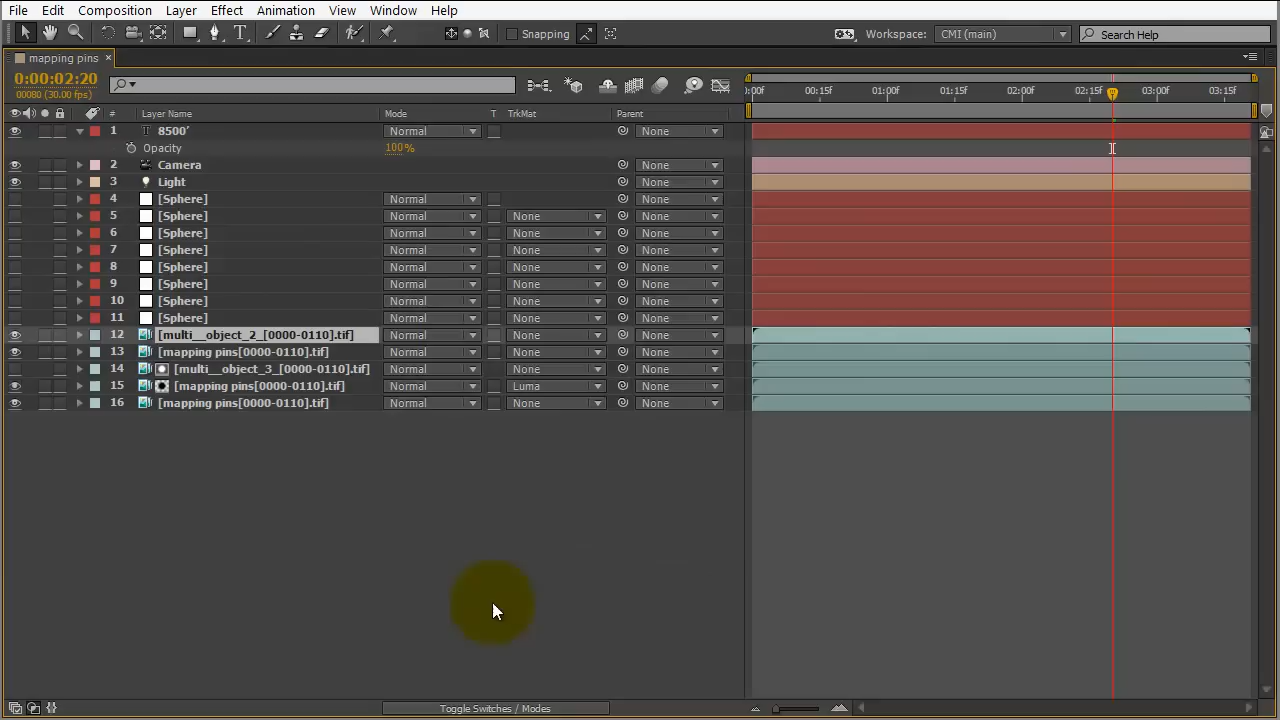 File Edit Composition Layer Effect Animation View Window Help
Snapping Workspace: CMI (main) Search Help
mapping pins ×
0:00:02:20
00080 (30.00 fps)
:00f 00:15f 01:00f 01:15f 02:00f 02:15f 03:00f 03:15f
# Layer Name Mode T TrkMat Parent
1 T 8500' Normal None
Opacity 100%
2 Camera None
3 Light None
4 [Sphere] Normal None
5 [Sphere] Normal None None
6 [Sphere] Normal None None
7 [Sphere] Normal None None
8 [Sphere] Normal None None
9 [Sphere] Normal None None
10 [Sphere] Normal None None
11 [Sphere] Normal None None
12 [multi__object_2_[0000-0110].tif] Normal None None
13 [mapping pins[0000-0110].tif] Normal None None
14 [multi__object_3_[0000-0110].tif] Normal None None
15 [mapping pins[0000-0110].tif] Normal Luma None
16 [mapping pins[0000-0110].tif] Normal None None
Toggle Switches / Modes